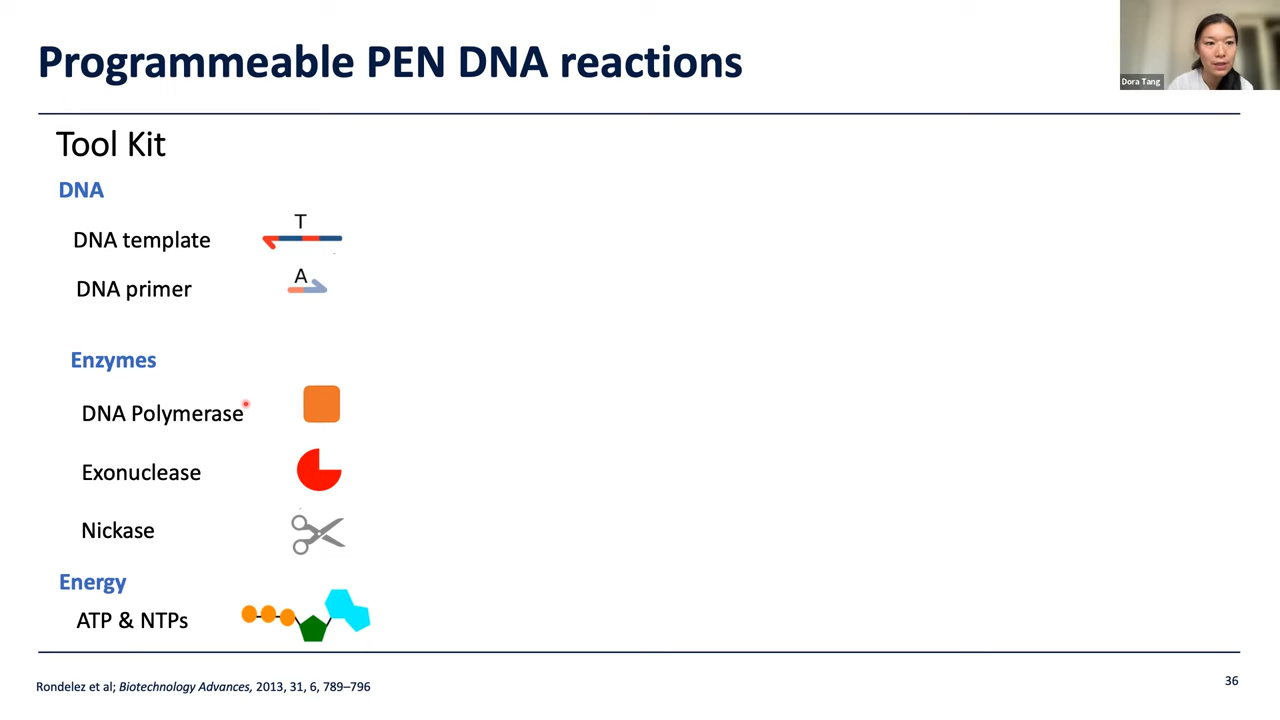 Programmeable PEN DNA reactions
Dora Tang
Tool Kit
DNA
T
DNA template
A
DNA primer
Enzymes
DNA Polymerase
Exonuclease
Nickase
Energy
ATP & NTPs
Rondelez et al; Biotechnology Advances, 2013, 31, 6, 789–796
36